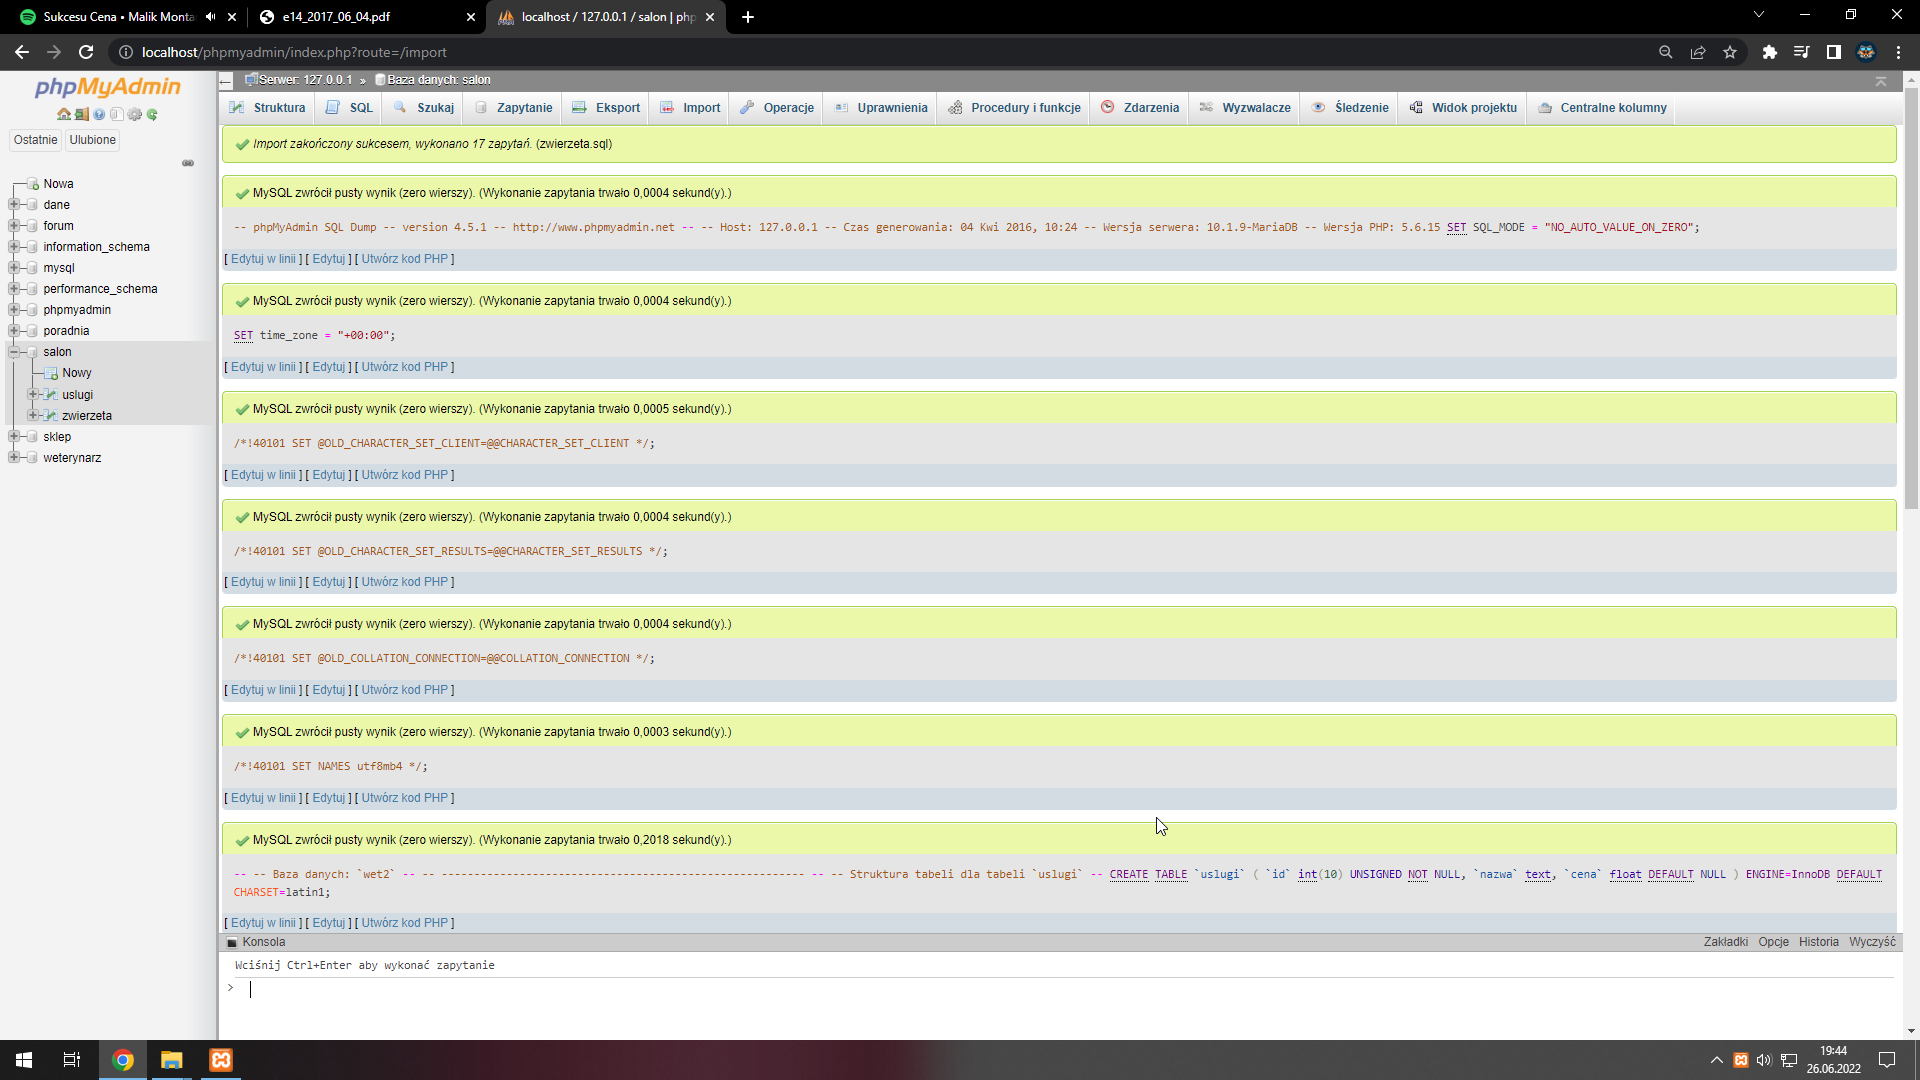 Sukcesu Cena • Malik Monta
e14_2017_06_04.pdf
localhost / 127.0.0.1 / salon | php
localhost/phpmyadmin/index.php?route=/import
phpMyAdmin
Ostatnie
Ulubione
Nowa
dane
forum
information_schema
mysql
performance_schema
phpmyadmin
poradnia
salon
Nowy
uslugi
zwierzeta
sklep
weterynarz
Serwer: 127.0.0.1 » Baza danych: salon
Struktura
SQL
Szukaj
Zapytanie
Eksport
Import
Operacje
Uprawnienia
Procedury i funkcje
Zdarzenia
Wyzwalacze
Śledzenie
Widok projektu
Centralne kolumny
Import zakończony sukcesem, wykonano 17 zapytań. (zwierzeta.sql)
MySQL zwrócił pusty wynik (zero wierszy). (Wykonanie zapytania trwało 0,0004 sekund(y).)
-- phpMyAdmin SQL Dump -- version 4.5.1 -- http://www.phpmyadmin.net -- -- Host: 127.0.0.1 -- Czas generowania: 04 Kwi 2016, 10:24 -- Wersja serwera: 10.1.9-MariaDB -- Wersja PHP: 5.6.15 SET SQL_MODE = "NO_AUTO_VALUE_ON_ZERO";
[ Edytuj w linii ] [ Edytuj ] [ Utwórz kod PHP ]
MySQL zwrócił pusty wynik (zero wierszy). (Wykonanie zapytania trwało 0,0004 sekund(y).)
SET time_zone = "+00:00";
[ Edytuj w linii ] [ Edytuj ] [ Utwórz kod PHP ]
MySQL zwrócił pusty wynik (zero wierszy). (Wykonanie zapytania trwało 0,0005 sekund(y).)
/*!40101 SET @OLD_CHARACTER_SET_CLIENT=@@CHARACTER_SET_CLIENT */;
[ Edytuj w linii ] [ Edytuj ] [ Utwórz kod PHP ]
MySQL zwrócił pusty wynik (zero wierszy). (Wykonanie zapytania trwało 0,0004 sekund(y).)
/*!40101 SET @OLD_CHARACTER_SET_RESULTS=@@CHARACTER_SET_RESULTS */;
[ Edytuj w linii ] [ Edytuj ] [ Utwórz kod PHP ]
MySQL zwrócił pusty wynik (zero wierszy). (Wykonanie zapytania trwało 0,0004 sekund(y).)
/*!40101 SET @OLD_COLLATION_CONNECTION=@@COLLATION_CONNECTION */;
[ Edytuj w linii ] [ Edytuj ] [ Utwórz kod PHP ]
MySQL zwrócił pusty wynik (zero wierszy). (Wykonanie zapytania trwało 0,0003 sekund(y).)
/*!40101 SET NAMES utf8mb4 */;
[ Edytuj w linii ] [ Edytuj ] [ Utwórz kod PHP ]
MySQL zwrócił pusty wynik (zero wierszy). (Wykonanie zapytania trwało 0,2018 sekund(y).)
-- -- Baza danych: `wet2` -- -- -------------------------------------------------------- -- -- Struktura tabeli dla tabeli `uslugi` -- CREATE TABLE `uslugi` ( `id` int(10) UNSIGNED NOT NULL, `nazwa` text, `cena` float DEFAULT NULL ) ENGINE=InnoDB DEFAULT
CHARSET=latin1;
[ Edytuj w linii ] [ Edytuj ] [ Utwórz kod PHP ]
Konsola
Zakładki
Opcje
Historia
Wyczyść
Wciśnij Ctrl+Enter aby wykonać zapytanie
>
19:44
26.06.2022